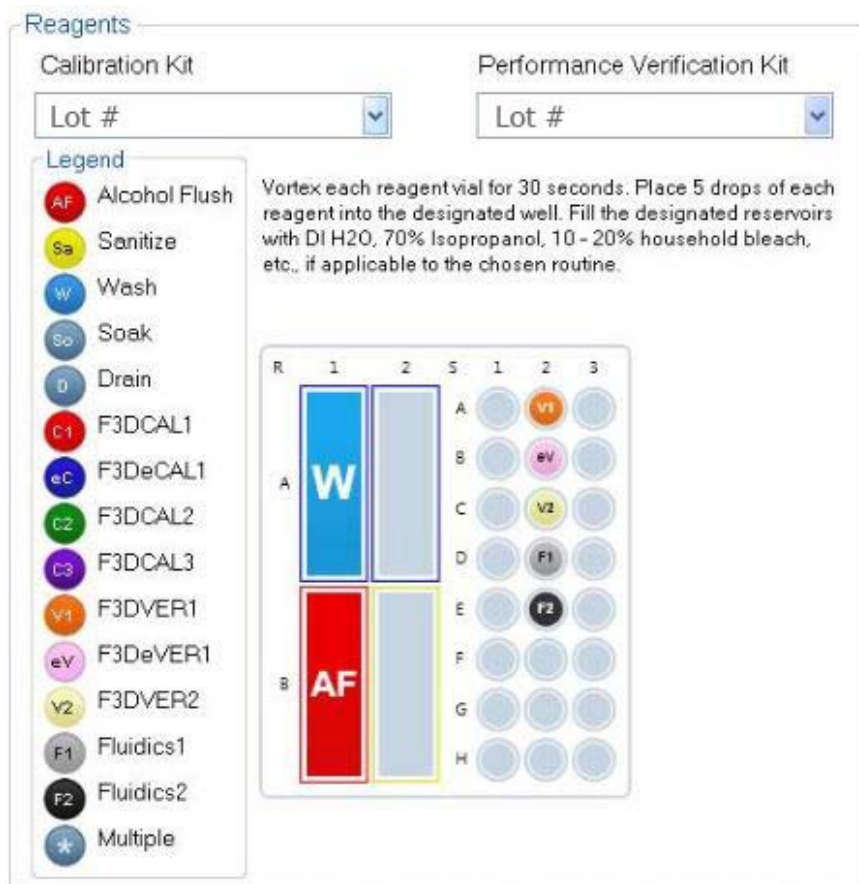 Reagents
Calibration Kit
Performance Verification Kit
Lot #
Lot #
Legend
AF Alcohol Flush
Sa Sanitize
W Wash
So Soak
D Drain
C1 F3DCAL1
eC F3DeCAL1
C2 F3DCAL2
C3 F3DCAL3
V1 F3DVER1
eV F3DeVER1
V2 F3DVER2
F1 Fluidics1
F2 Fluidics2
* Multiple
Vortex each reagent vial for 30 seconds. Place 5 drops of each
reagent into the designated well. Fill the designated reservoirs
with DI H2O, 70% Isopropanol, 10 - 20% household bleach,
etc., if applicable to the chosen routine.
R 1 2 S 1 2 3
A V1
B eV
A W
C V2
D F1
E F2
F
B AF
G
H